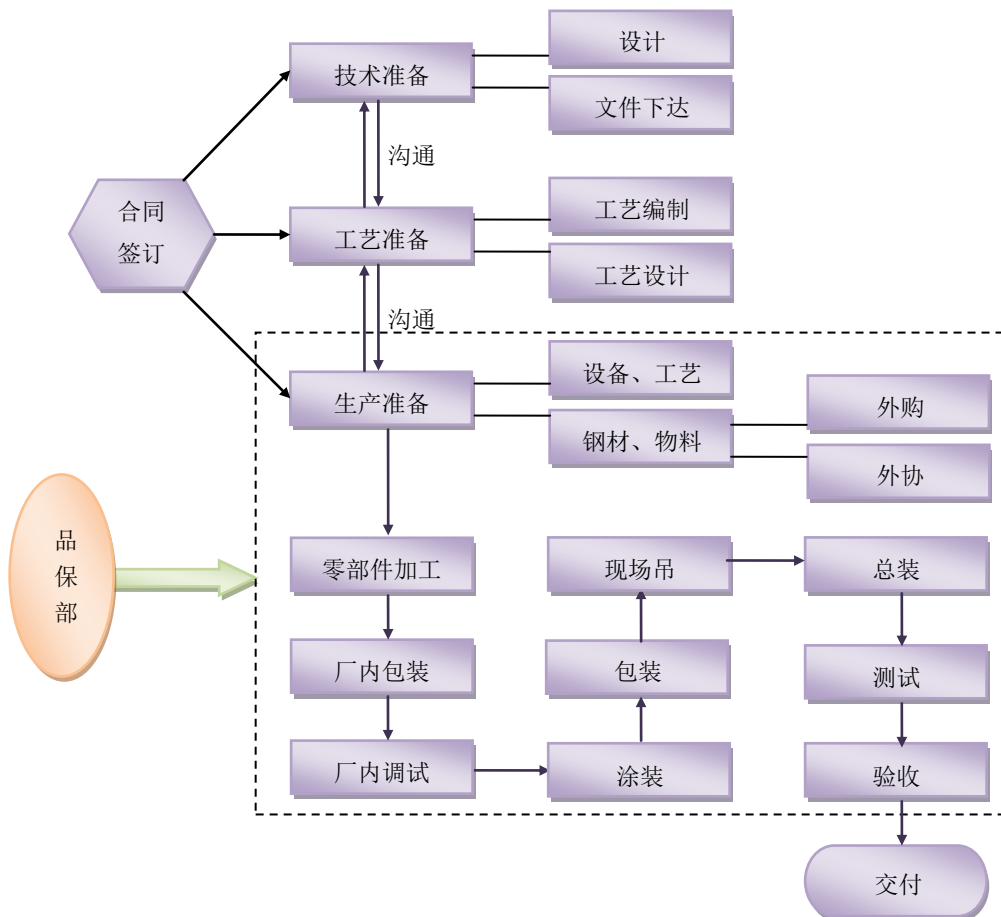 设计
技术准备
文件下达
沟通
合同
签订
工艺编制
工艺准备
工艺设计
沟通
设备、工艺
生产准备
外购
钢材、物料
外协
品
保
部
零部件加工
现场吊
总装
厂内包装
包装
测试
厂内调试
涂装
验收
交付